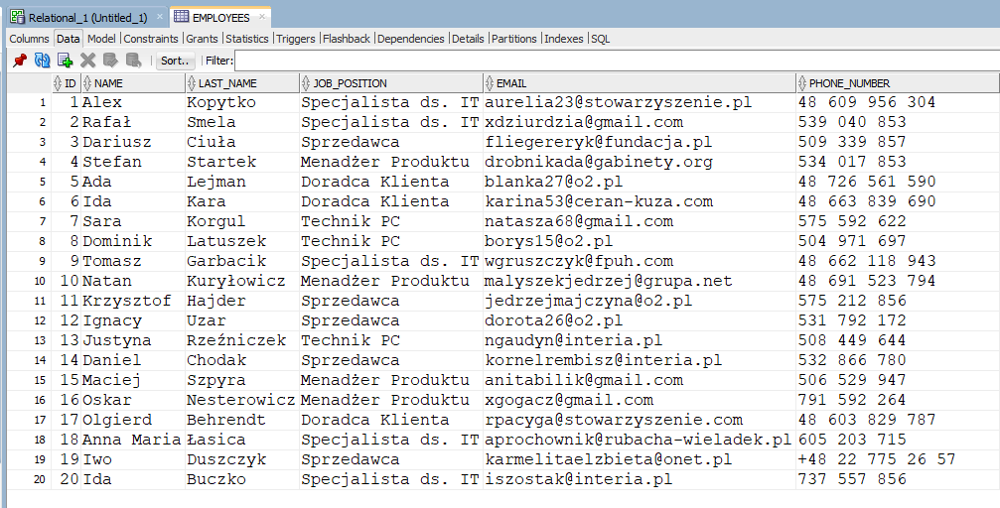 Relational_1 (Untitled_1) EMPLOYEES
Columns Data Model Constraints Grants Statistics Triggers Flashback Dependencies Details Partitions Indexes SQL
Sort.. Filter:
ID NAME LAST_NAME JOB_POSITION EMAIL PHONE_NUMBER
1 1 Alex Kopytko Specjalista ds. IT aurelia23@stowarzyszenie.pl 48 609 956 304
2 2 Rafał Smela Specjalista ds. IT xdziurdzia@gmail.com 539 040 853
3 3 Dariusz Ciuła Sprzedawca fliegereryk@fundacja.pl 509 339 857
4 4 Stefan Startek Menadżer Produktu drobnikada@gabinety.org 534 017 853
5 5 Ada Lejman Doradca Klienta blanka27@o2.pl 48 726 561 590
6 6 Ida Kara Doradca Klienta karina53@ceran-kuza.com 48 663 839 690
7 7 Sara Korgul Technik PC natasza68@gmail.com 575 592 622
8 8 Dominik Latuszek Technik PC borys15@o2.pl 504 971 697
9 9 Tomasz Garbacik Specjalista ds. IT wgruszczyk@fpuh.com 48 662 118 943
10 10 Natan Kuryłowicz Menadżer Produktu malyszekjedrzej@grupa.net 48 691 523 794
11 11 Krzysztof Hajder Sprzedawca jedrzejmajczyna@o2.pl 575 212 856
12 12 Ignacy Uzar Sprzedawca dorota26@o2.pl 531 792 172
13 13 Justyna Rzeźniczek Technik PC ngaudyn@interia.pl 508 449 644
14 14 Daniel Chodak Sprzedawca kornelrembisz@interia.pl 532 866 780
15 15 Maciej Szpyra Menadżer Produktu anitabilik@gmail.com 506 529 947
16 16 Oskar Nesterowicz Menadżer Produktu xgogacz@gmail.com 791 592 264
17 17 Olgierd Behrendt Doradca Klienta rpacyga@stowarzyszenie.com 48 603 829 787
18 18 Anna Maria Łasica Specjalista ds. IT aprochownik@rubacha-wieladek.pl 605 203 715
19 19 Iwo Duszczyk Sprzedawca karmelitaelzbieta@onet.pl +48 22 775 26 57
20 20 Ida Buczko Specjalista ds. IT iszostak@interia.pl 737 557 856